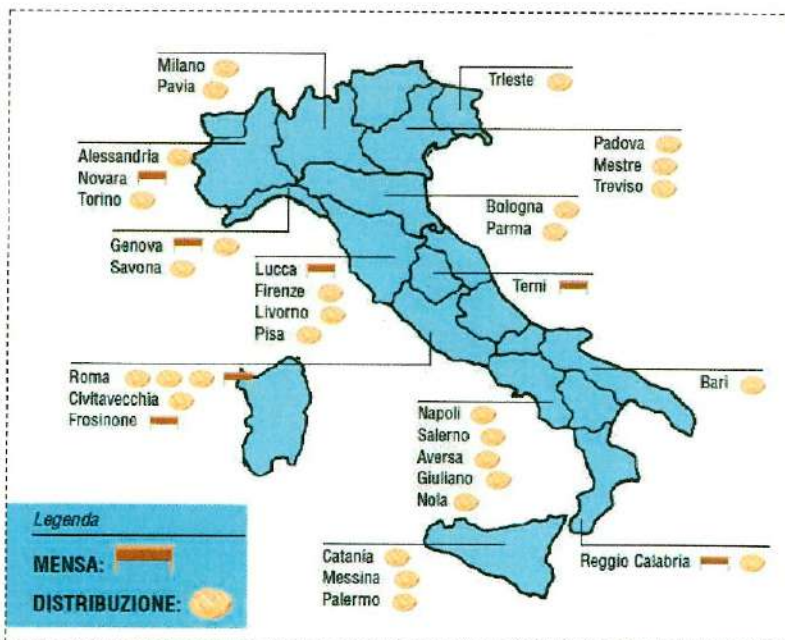 Milano
Pavia
Trieste
Alessandria
Novara
Torino
Padova
Mestre
Treviso
Bologna
Parma
Genova
Savona
Lucca
Firenze
Livorno
Pisa
Terni
Roma
Civitavecchia
Frosinone
Bari
Napoli
Salerno
Aversa
Giuliano
Nola
Catania
Messina
Palermo
Reggio Calabria
Legenda
MENSA:
DISTRIBUZIONE: